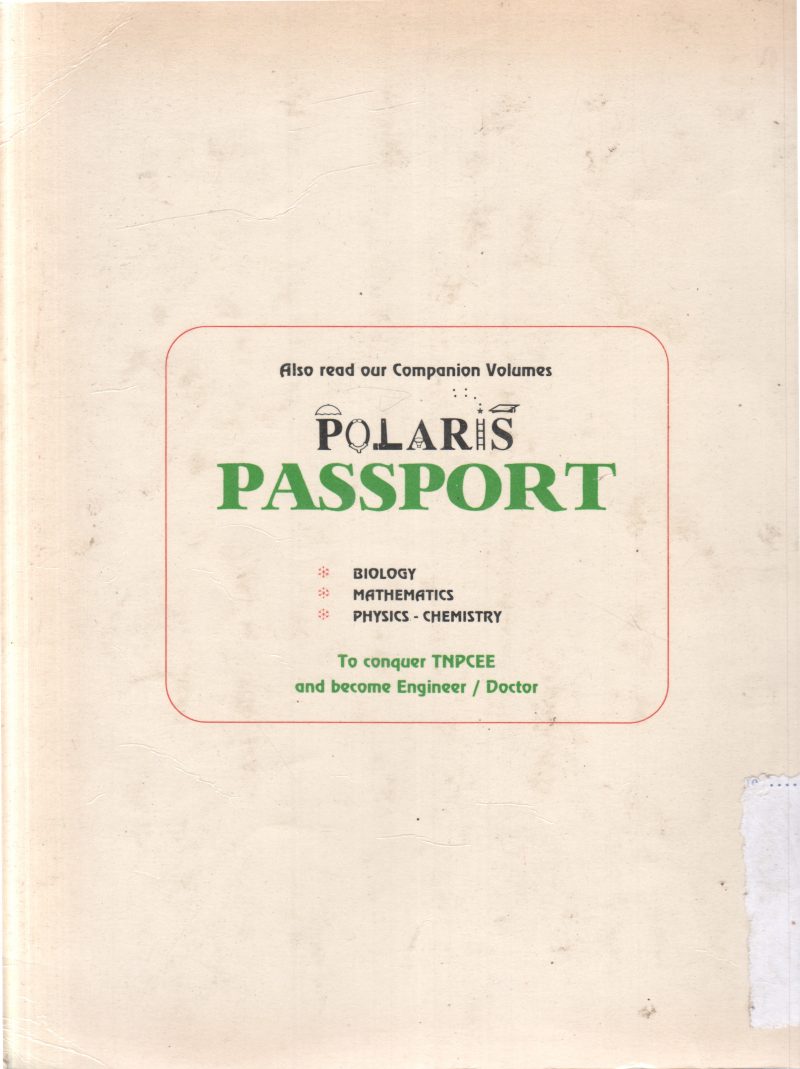 Also read our Companion Volumes
POLARIS
PASSPORT
BIOLOGY
MATHEMATICS
PHYSICS - CHEMISTRY
To conquer TNPCEE
and become Engineer / Doctor